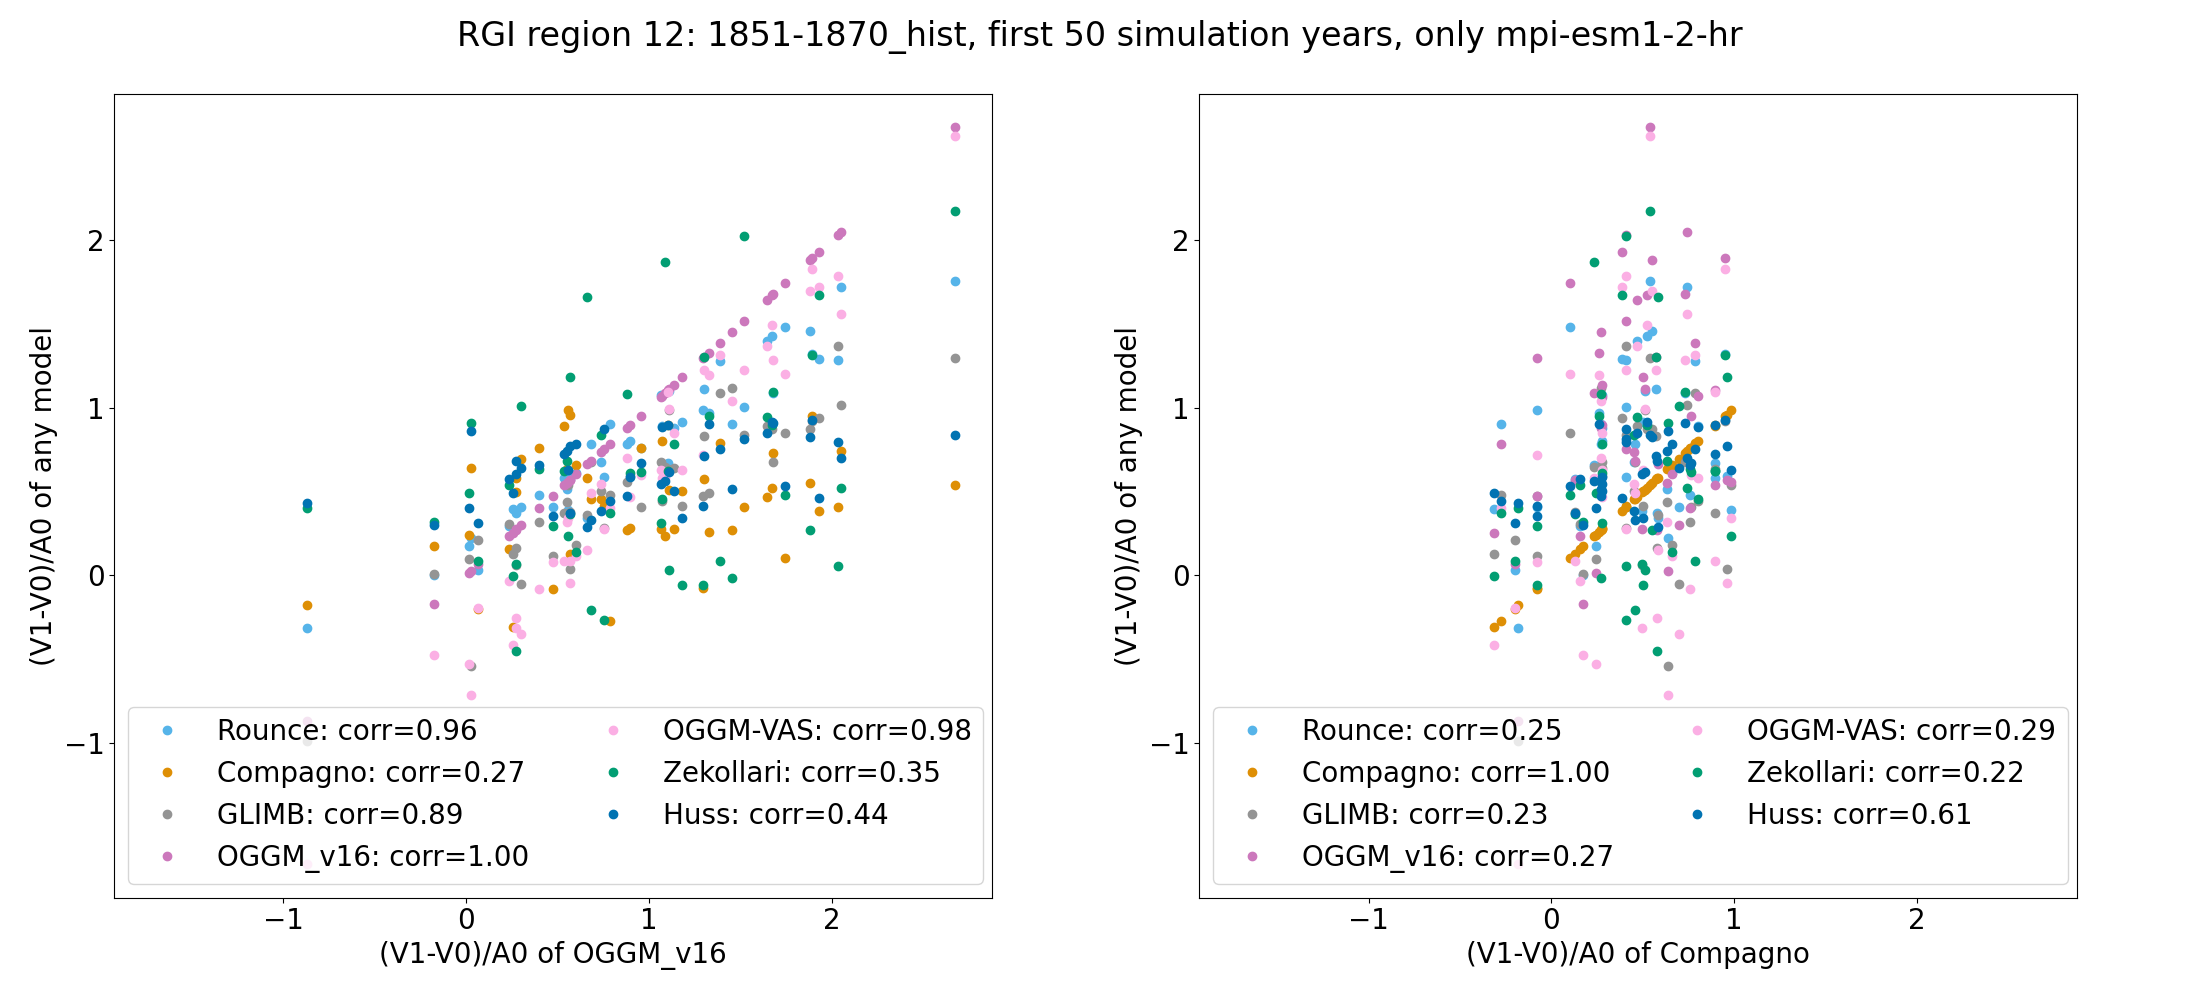 RGI region 12: 1851-1870_hist, first 50 simulation years, only mpi-esm1-2-hr
(V1-V0)/A0 of any model
2
1
0
−1
Rounce: corr=0.96
Compagno: corr=0.27
GLIMB: corr=0.89
OGGM_v16: corr=1.00
OGGM-VAS: corr=0.98
Zekollari: corr=0.35
Huss: corr=0.44
−1 0 1 2
(V1-V0)/A0 of OGGM_v16
(V1-V0)/A0 of any model
2
1
0
−1
Rounce: corr=0.25
Compagno: corr=1.00
GLIMB: corr=0.23
OGGM_v16: corr=0.27
OGGM-VAS: corr=0.29
Zekollari: corr=0.22
Huss: corr=0.61
−1 0 1 2
(V1-V0)/A0 of Compagno